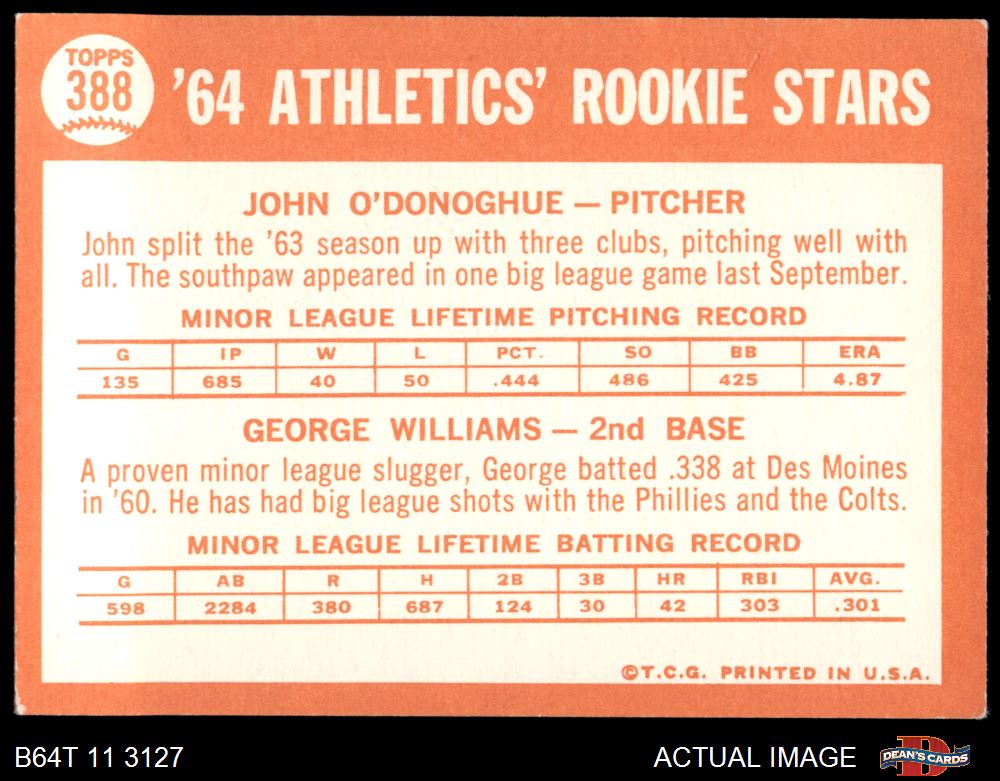 TOPPS
388
'64 ATHLETICS' ROOKIE STARS
JOHN O'DONOGHUE — PITCHER
John split the '63 season up with three clubs, pitching well with
all. The southpaw appeared in one big league game last September.
MINOR LEAGUE LIFETIME PITCHING RECORD
G IP W L PCT. SO BB ERA
135 685 40 50 .444 486 425 4.87
GEORGE WILLIAMS — 2nd BASE
A proven minor league slugger, George batted .338 at Des Moines
in '60. He has had big league shots with the Phillies and the Colts.
MINOR LEAGUE LIFETIME BATTING RECORD
G AB R H 2B 3B HR RBI AVG.
598 2284 380 687 124 30 42 303 .301
©T.C.G. PRINTED IN U.S.A.
B64T 11 3127 ACTUAL IMAGE DEAN'S CARDS